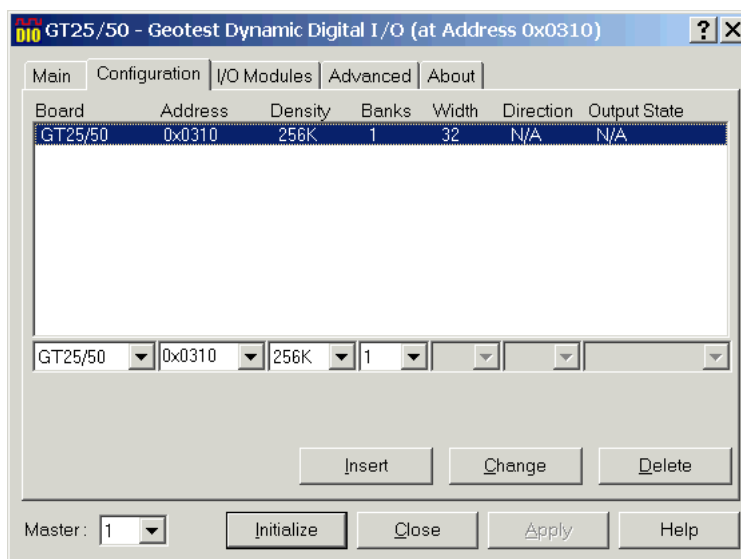 DIO GT25/50 - Geotest Dynamic Digital I/O (at Address 0x0310) ? X
Main Configuration I/O Modules Advanced About
Board Address Density Banks Width Direction Output State
GT25/50 0x0310 256K 1 32 N/A N/A
GT25/50 0x0310 256K 1
Insert Change Delete
Master: 1 Initialize Close Apply Help